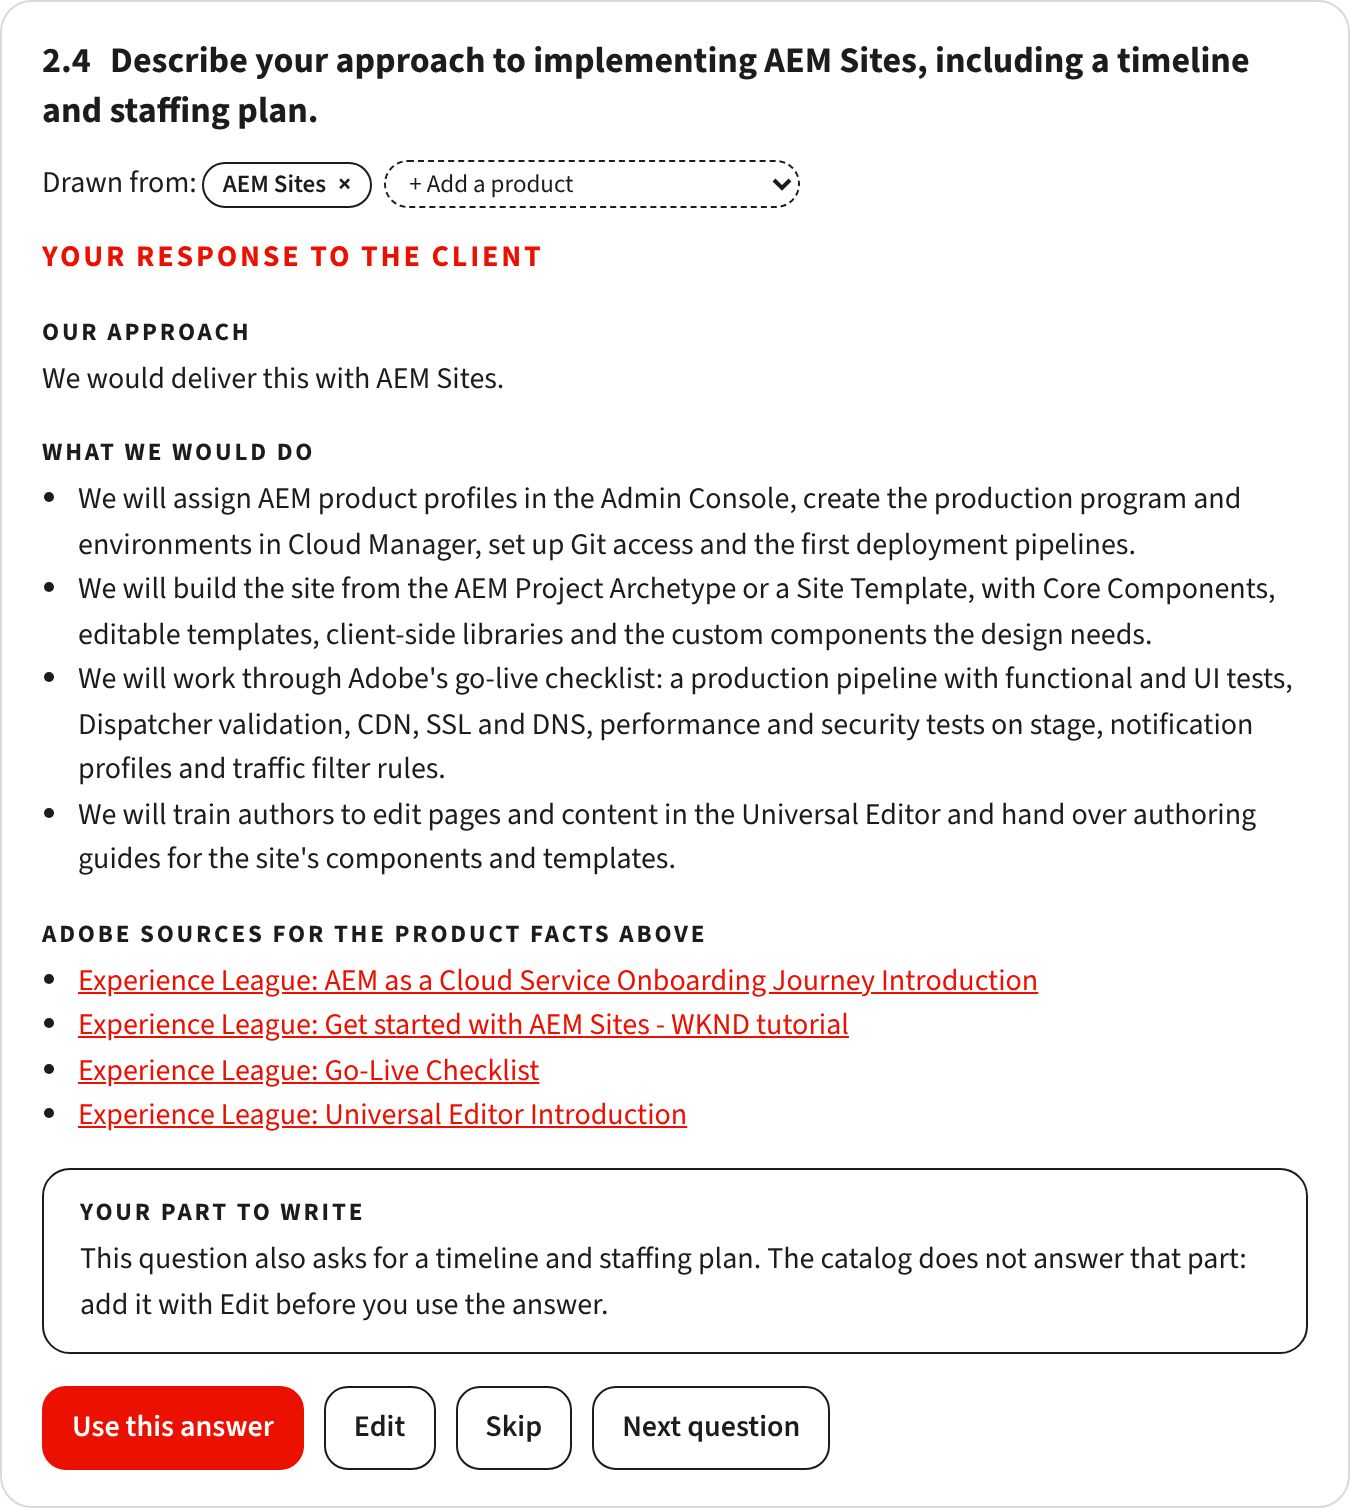 2.4 Describe your approach to implementing AEM Sites, including a timeline
and staffing plan.
Drawn from: AEM Sites × + Add a product
YOUR RESPONSE TO THE CLIENT
OUR APPROACH
We would deliver this with AEM Sites.
WHAT WE WOULD DO
• We will assign AEM product profiles in the Admin Console, create the production program and
environments in Cloud Manager, set up Git access and the first deployment pipelines.
• We will build the site from the AEM Project Archetype or a Site Template, with Core Components,
editable templates, client-side libraries and the custom components the design needs.
• We will work through Adobe's go-live checklist: a production pipeline with functional and UI tests,
Dispatcher validation, CDN, SSL and DNS, performance and security tests on stage, notification
profiles and traffic filter rules.
• We will train authors to edit pages and content in the Universal Editor and hand over authoring
guides for the site's components and templates.
ADOBE SOURCES FOR THE PRODUCT FACTS ABOVE
• Experience League: AEM as a Cloud Service Onboarding Journey Introduction
• Experience League: Get started with AEM Sites - WKND tutorial
• Experience League: Go-Live Checklist
• Experience League: Universal Editor Introduction
YOUR PART TO WRITE
This question also asks for a timeline and staffing plan. The catalog does not answer that part:
add it with Edit before you use the answer.
Use this answer Edit Skip Next question